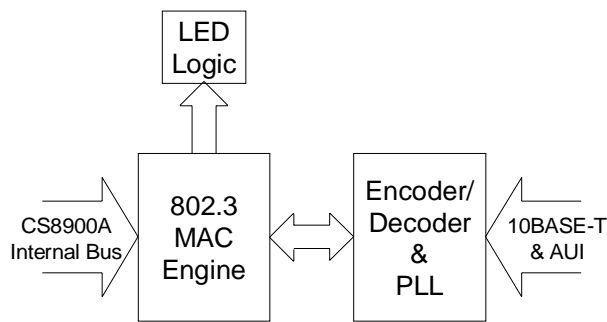 LED
Logic
CS8900A
Internal Bus
802.3
MAC
Engine
Encoder/
Decoder
&
PLL
10BASE-T
& AUI